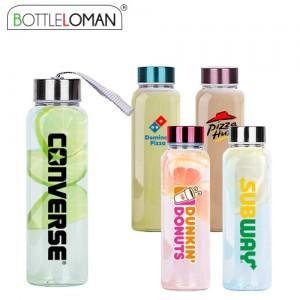 BOTTLELOMAN
CONVERSE
Domino's
Pizza
Pizza
Hut
DUNKIN'
DONUTS
SUBWAY